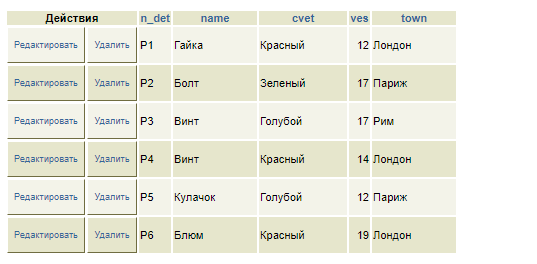 Действия n_det name cvet ves town
Редактировать Удалить P1 Гайка Красный 12 Лондон
Редактировать Удалить P2 Болт Зеленый 17 Париж
Редактировать Удалить P3 Винт Голубой 17 Рим
Редактировать Удалить P4 Винт Красный 14 Лондон
Редактировать Удалить P5 Кулачок Голубой 12 Париж
Редактировать Удалить P6 Блюм Красный 19 Лондон